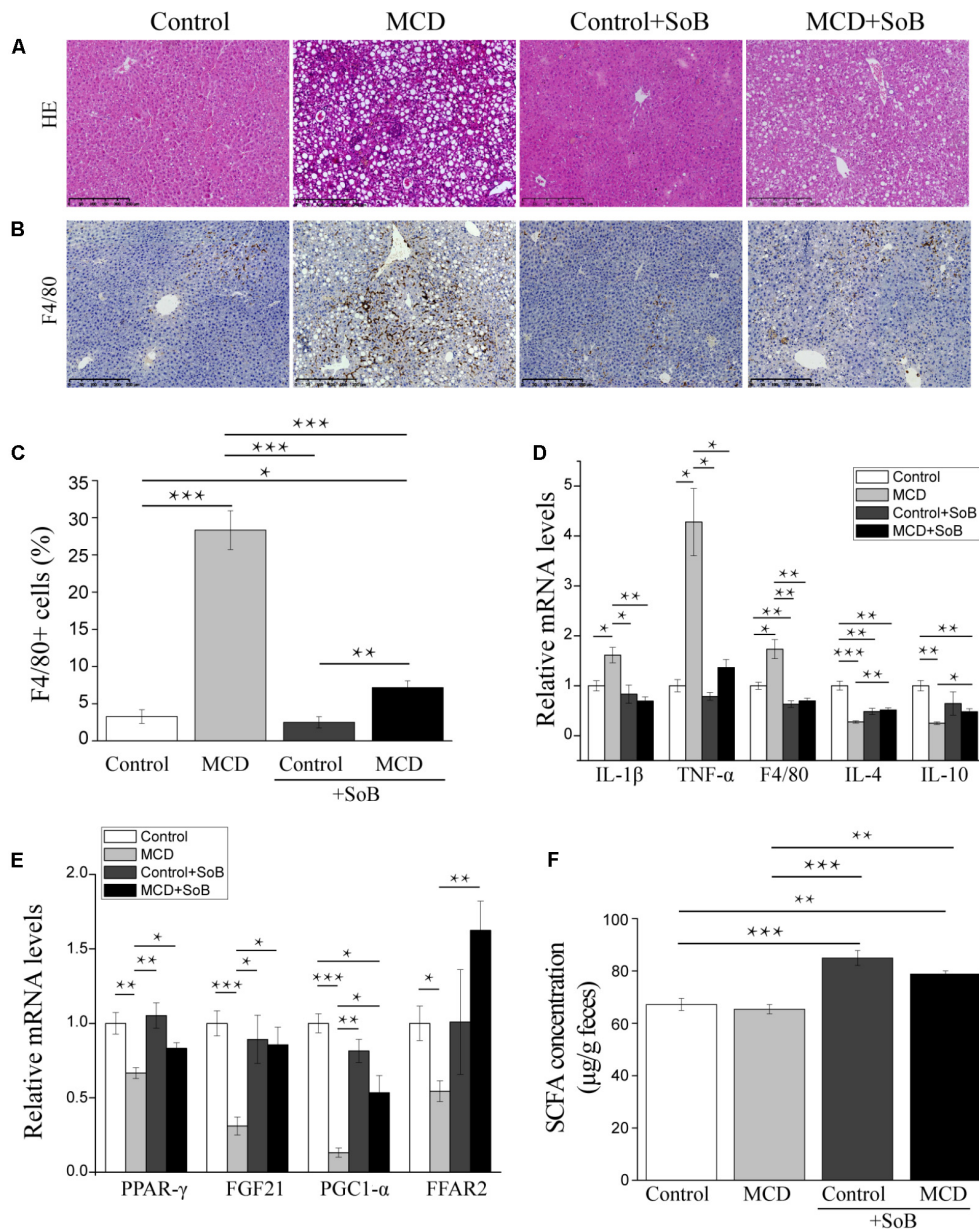 Control MCD Control+SoB MCD+SoB
A
HE
B
F4/80
C
F4/80+ cells (%)
35
30
25
20
15
10
5
0
***
***
*
***
**
Control MCD Control MCD
+SoB
D
Relative mRNA levels
5
4
3
2
1
0
Control
MCD
Control+SoB
MCD+SoB
* * **
* * *
* ** ** **
*** ** ** **
** ** *
IL-1β TNF-α F4/80 IL-4 IL-10
E
Relative mRNA levels
Control
MCD
Control+SoB
MCD+SoB
2.0
1.5
1.0
0.5
0.0
** ** *
*** * *
*** ** * *
* **
PPAR-γ FGF21 PGC1-α FFAR2
F
SCFA concentration
(μg/g feces)
100
80
60
40
20
0
**
***
**
***
Control MCD Control MCD
+SoB